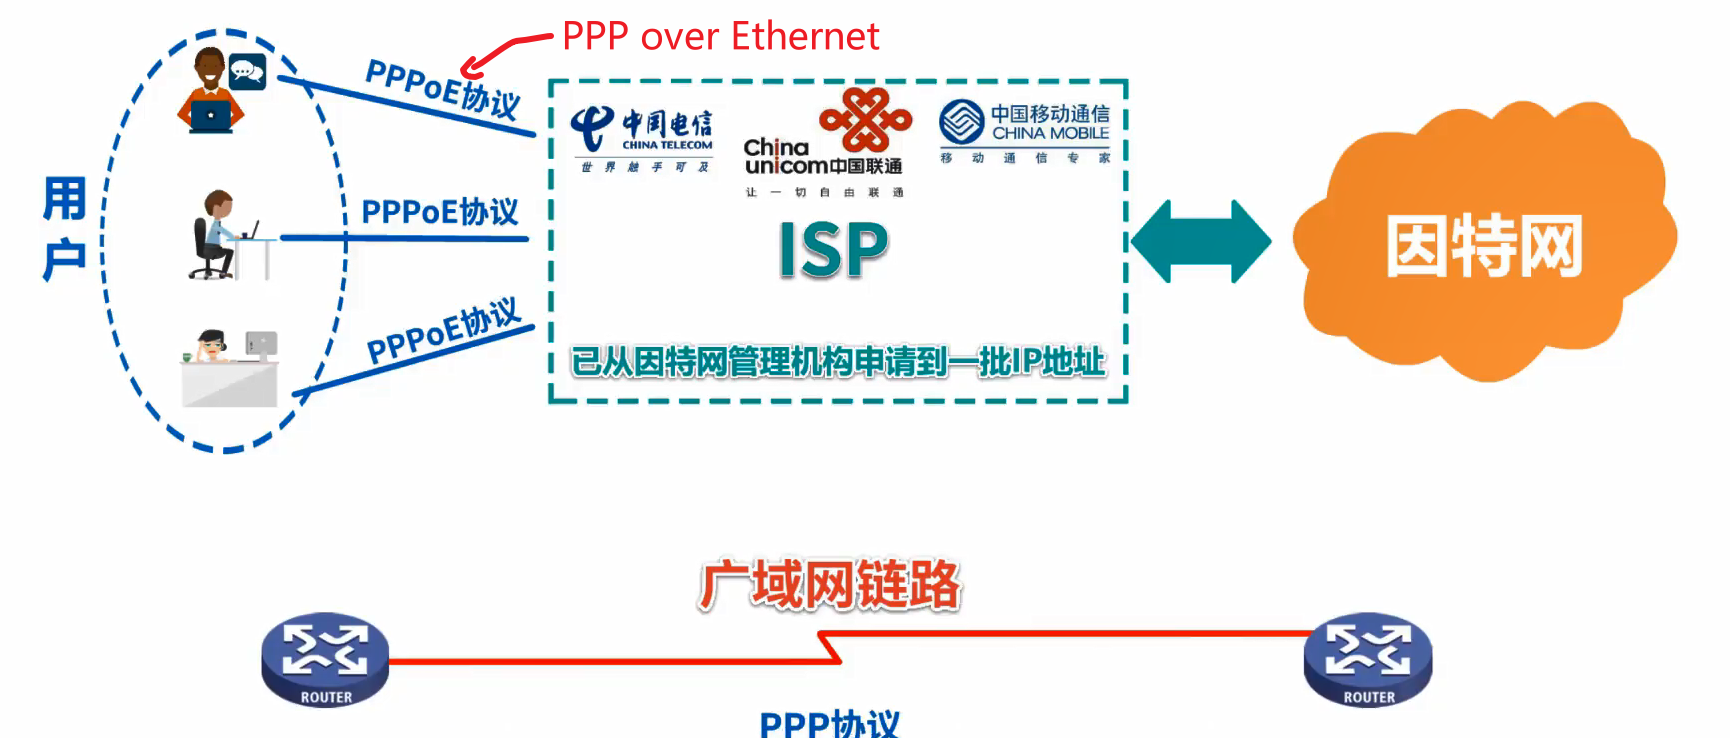 PPP over Ethernet
PPPoE协议
用户
中国电信
CHINA TELECOM
世界触手可及
China
unicom中国联通
让一切自由联通
中国移动通信
CHINA MOBILE
移动通信专家
PPPoE协议
ISP
因特网
PPPoE协议
已从因特网管理机构申请到一批IP地址
广域网链路
ROUTER
ROUTER
PPP协议